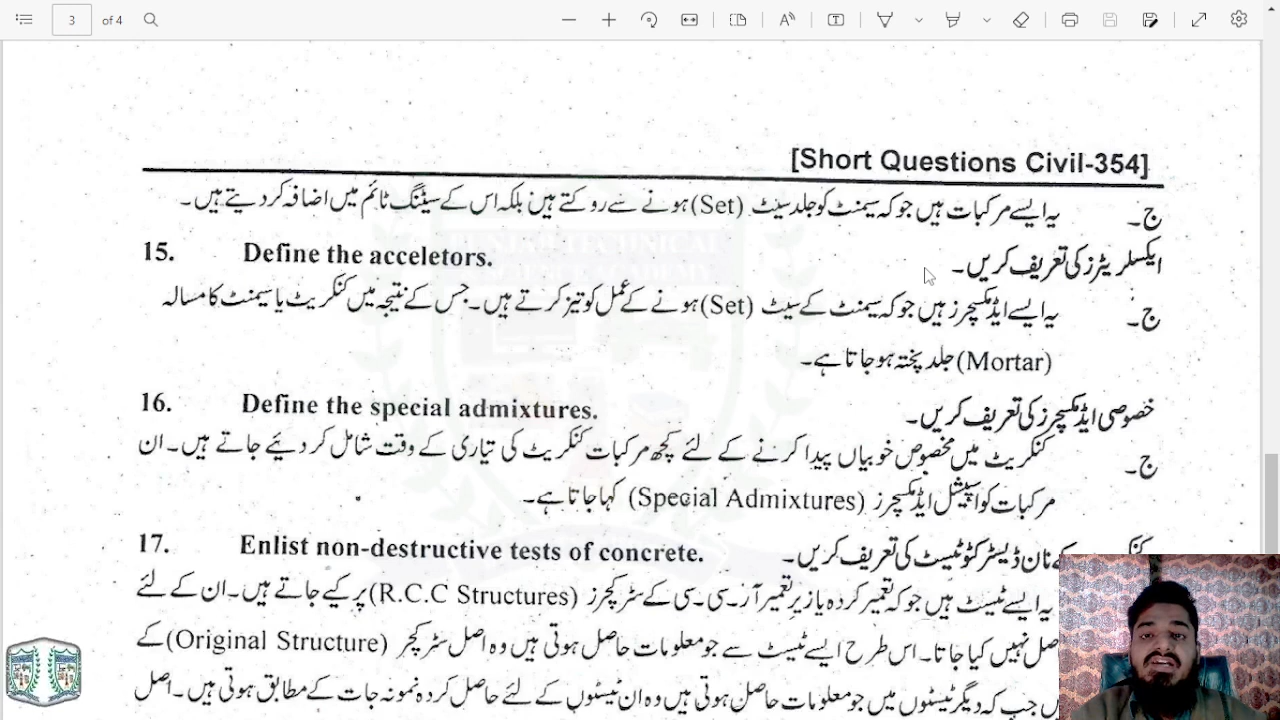 3 of 4
[Short Questions Civil-354]
ج۔ یہ ایسے مرکبات ہیں جو کہ سیمنٹ کو جلد سیٹ (Set) ہونے سے روکتے ہیں بلکہ اس کے سیٹنگ ٹائم میں اضافہ کر دیتے ہیں۔
15. Define the acceletors. ایکسلریٹرز کی تعریف کریں۔
ج۔ یہ ایسے ایڈمکسچرز ہیں جو کہ سیمنٹ کے سیٹ (Set) ہونے کے عمل کو تیز کرتے ہیں۔ جس کے نتیجہ میں کنکریٹ یا سیمنٹ کا مسالہ
(Mortar) جلد پختہ ہو جاتا ہے۔
16. Define the special admixtures. خصوصی ایڈمکسچرز کی تعریف کریں۔
ج۔ کنکریٹ میں مخصوص خوبیاں پیدا کرنے کے لئے کچھ مرکبات کنکریٹ کی تیاری کے وقت شامل کر دیئے جاتے ہیں۔ ان
مرکبات کو اسپیشل ایڈمکسچرز (Special Admixtures) کہا جاتا ہے۔
17. Enlist non-destructive tests of concrete. کے نان ڈیسٹرکٹو ٹیسٹ کی تعریف کریں۔
یہ ایسے ٹیسٹ ہیں جو کہ تعمیر کردہ یا زیر تعمیر آر۔سی۔سی کے سٹرکچرز (R.C.C Structures) پر کیے جاتے ہیں۔ ان کے لئے
نہیں کیا جاتا۔ اس طرح ایسے ٹیسٹ سے جو معلومات حاصل ہوتی ہیں وہ اصل سٹرکچر (Original Structure) کے
جب کہ دیگر ٹیسٹوں میں جو معلومات حاصل ہوتی ہیں وہ ان ٹیسٹوں کے لئے حاصل کردہ نمونہ جات کے مطابق ہوتی ہیں۔ اصل